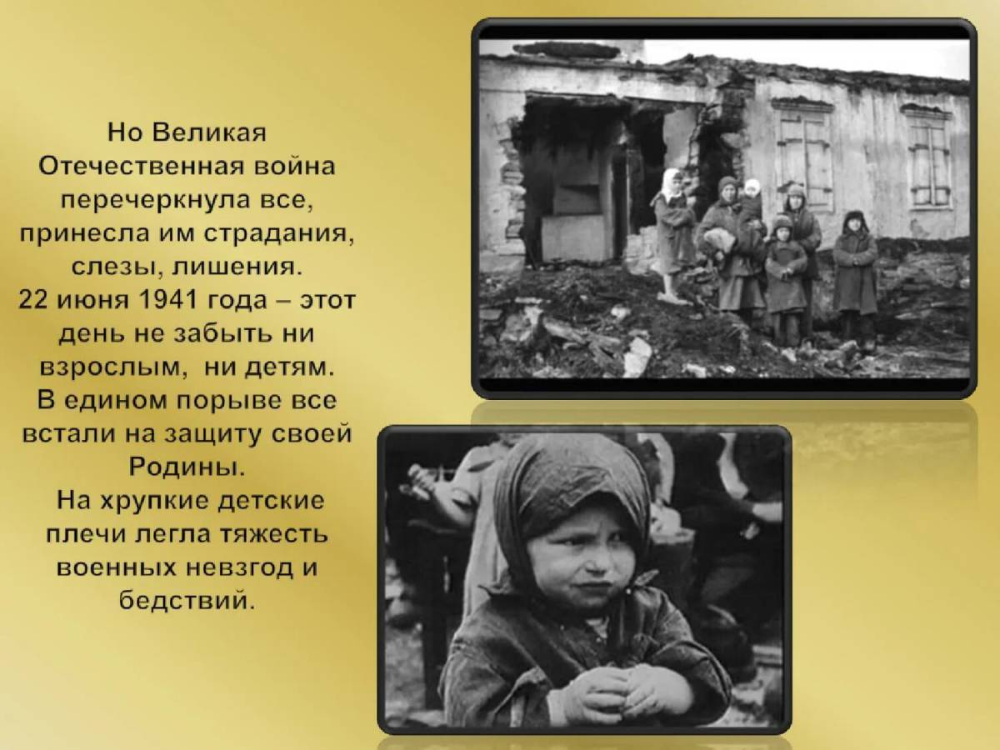 Но Великая
Отечественная война
перечеркнула все,
принесла им страдания,
слезы, лишения.
22 июня 1941 года – этот
день не забыть ни
взрослым,  ни детям.
В едином порыве все
встали на защиту своей
Родины.
На хрупкие детские
плечи легла тяжесть
военных невзгод и
бедствий.